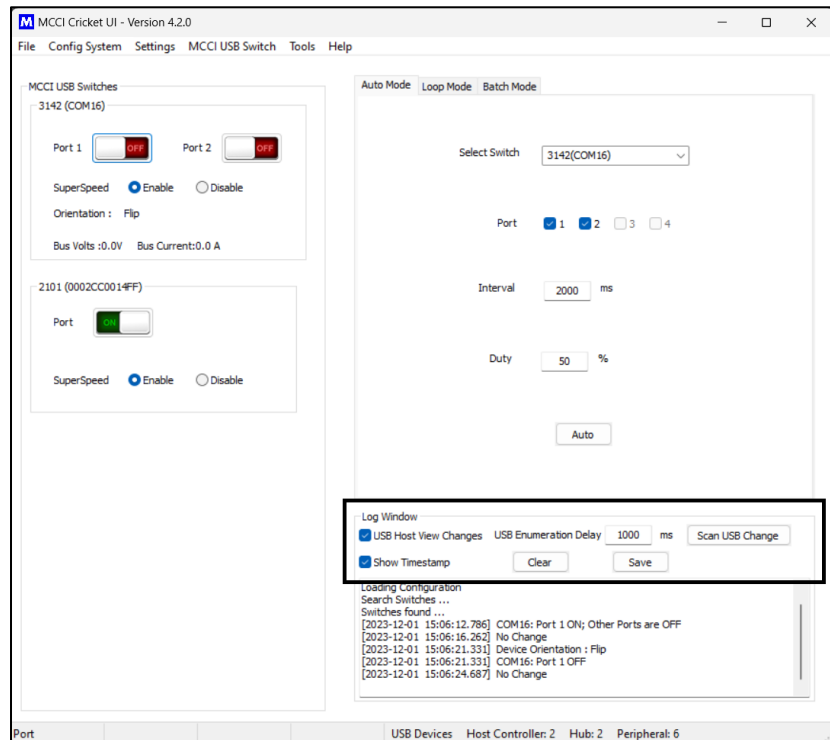 MCCI Cricket UI - Version 4.2.0
File Config System Settings MCCI USB Switch Tools Help
MCCI USB Switches
3142 (COM16)
Port 1 OFF Port 2 OFF
SuperSpeed Enable Disable
Orientation : Flip
Bus Volts :0.0V Bus Current:0.0 A
2101 (0002CC0014FF)
Port ON
SuperSpeed Enable Disable
Auto Mode Loop Mode Batch Mode
Select Switch 3142(COM16)
Port 1 2 3 4
Interval 2000 ms
Duty 50 %
Auto
Log Window
USB Host View Changes USB Enumeration Delay 1000 ms Scan USB Change
Show Timestamp Clear Save
Loading Configuration
Search Switches ...
Switches found ...
[2023-12-01 15:06:12.786] COM16: Port 1 ON; Other Ports are OFF
[2023-12-01 15:06:16.262] No Change
[2023-12-01 15:06:21.331] Device Orientation : Flip
[2023-12-01 15:06:21.331] COM16: Port 1 OFF
[2023-12-01 15:06:24.687] No Change
Port USB Devices Host Controller: 2 Hub: 2 Peripheral: 6